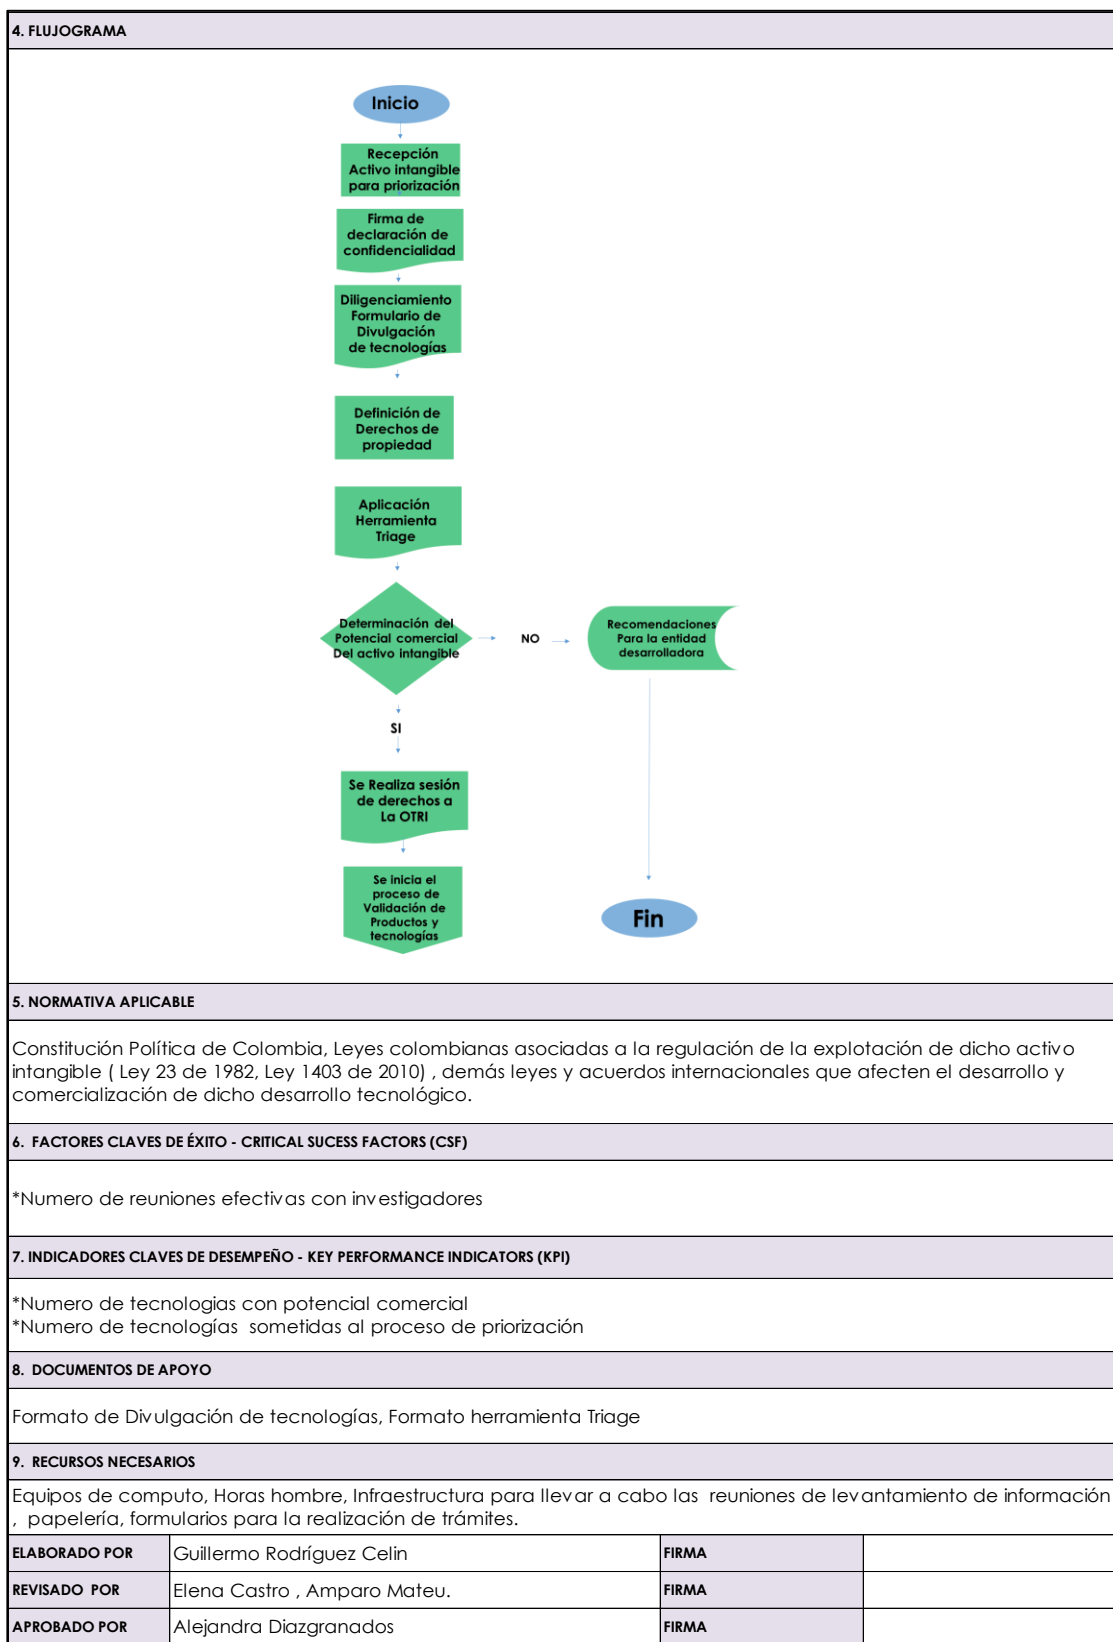 4. FLUJOGRAMA
Inicio
Recepción
Activo intangible
para priorización
Firma de
declaración de
confidencialidad
Diligenciamiento
Formulario de
Divulgación
de tecnologías
Definición de
Derechos de
propiedad
Aplicación
Herramienta
Triage
Determinación del
Potencial comercial
Del activo intangible
NO
Recomendaciones
Para la entidad
desarrolladora
SI
Se Realiza sesión
de derechos a
La OTRI
Se inicia el
proceso de
Validación de
Productos y
tecnologías
Fin
5. NORMATIVA APLICABLE
Constitución Política de Colombia, Leyes colombianas asociadas a la regulación de la explotación de dicho activo
intangible ( Ley 23 de 1982, Ley 1403 de 2010) , demás leyes y acuerdos internacionales que afecten el desarrollo y
comercialización de dicho desarrollo tecnológico.
6. FACTORES CLAVES DE ÉXITO - CRITICAL SUCESS FACTORS (CSF)
*Numero de reuniones efectivas con investigadores
7. INDICADORES CLAVES DE DESEMPEÑO - KEY PERFORMANCE INDICATORS (KPI)
*Numero de tecnologias con potencial comercial
*Numero de tecnologías sometidas al proceso de priorización
8. DOCUMENTOS DE APOYO
Formato de Divulgación de tecnologías, Formato herramienta Triage
9. RECURSOS NECESARIOS
Equipos de computo, Horas hombre, Infraestructura para llevar a cabo las reuniones de levantamiento de información
, papelería, formularios para la realización de trámites.
ELABORADO POR Guillermo Rodríguez Celin FIRMA
REVISADO POR Elena Castro , Amparo Mateu. FIRMA
APROBADO POR Alejandra Diazgranados FIRMA